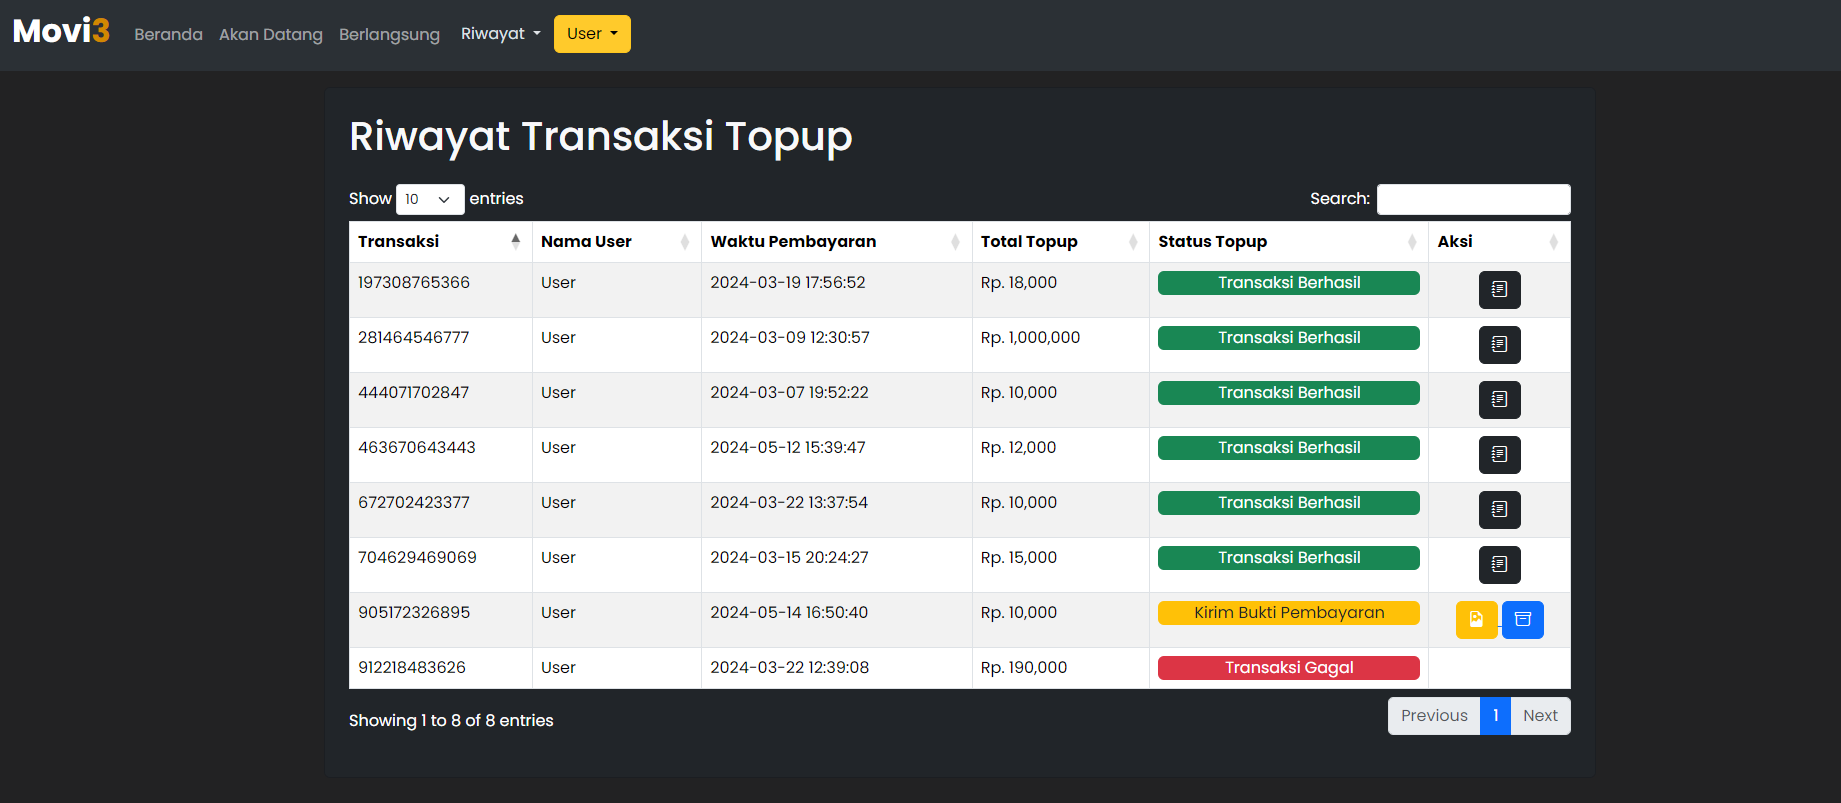 Movi3 Beranda Akan Datang Berlangsung Riwayat User
Riwayat Transaksi Topup
Show 10 entries Search:
Transaksi Nama User Waktu Pembayaran Total Topup Status Topup Aksi
197308765366 User 2024-03-19 17:56:52 Rp. 18,000 Transaksi Berhasil
281464546777 User 2024-03-09 12:30:57 Rp. 1,000,000 Transaksi Berhasil
444071702847 User 2024-03-07 19:52:22 Rp. 10,000 Transaksi Berhasil
463670643443 User 2024-05-12 15:39:47 Rp. 12,000 Transaksi Berhasil
672702423377 User 2024-03-22 13:37:54 Rp. 10,000 Transaksi Berhasil
704629469069 User 2024-03-15 20:24:27 Rp. 15,000 Transaksi Berhasil
905172326895 User 2024-05-14 16:50:40 Rp. 10,000 Kirim Bukti Pembayaran
912218483626 User 2024-03-22 12:39:08 Rp. 190,000 Transaksi Gagal
Showing 1 to 8 of 8 entries Previous 1 Next